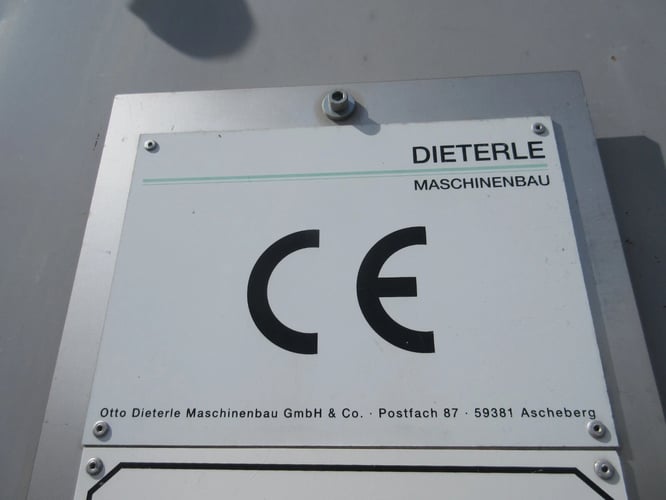 DIETERLE
MASCHINENBAU
CE
Otto Dieterle Maschinenbau GmbH & Co. · Postfach 87 · 59381 Ascheberg